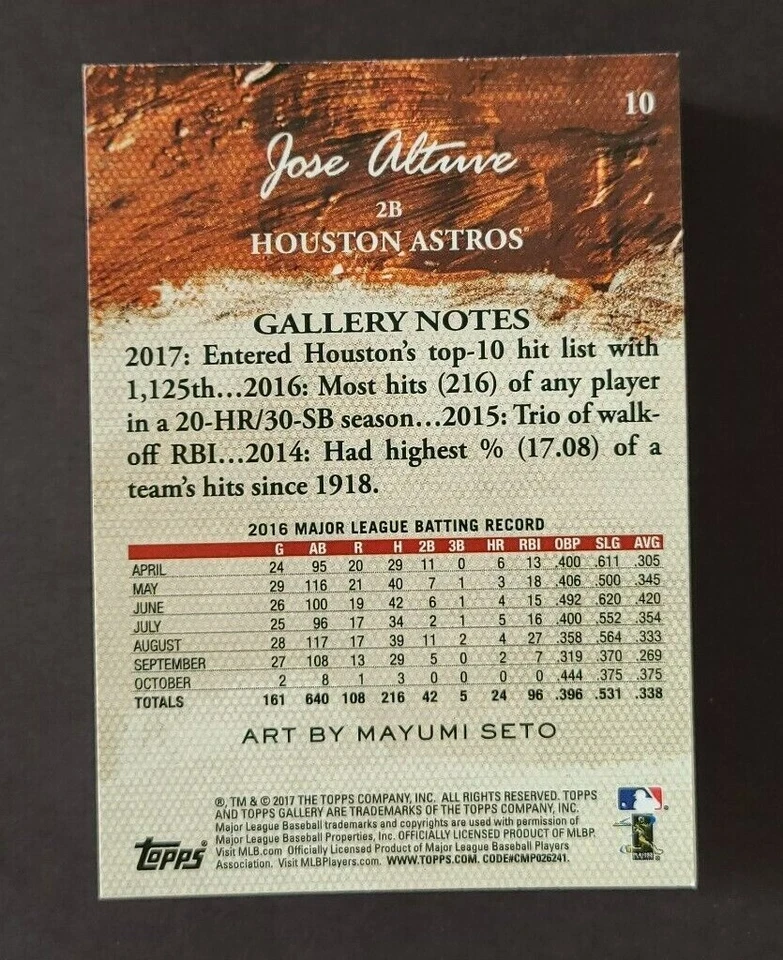 10
Jose Altuve
2B
HOUSTON ASTROS®
GALLERY NOTES
2017: Entered Houston's top-10 hit list with
1,125th...2016: Most hits (216) of any player
in a 20-HR/30-SB season...2015: Trio of walk-
off RBI...2014: Had highest % (17.08) of a
team's hits since 1918.
2016 MAJOR LEAGUE BATTING RECORD
G AB R H 2B 3B HR RBI OBP SLG AVG
APRIL 24 95 20 29 11 0 6 13 .400 .611 .305
MAY 29 116 21 40 7 1 3 18 .406 .500 .345
JUNE 26 100 19 42 6 1 4 15 .492 .620 .420
JULY 25 96 17 34 2 1 5 16 .400 .552 .354
AUGUST 28 117 17 39 11 2 4 27 .358 .564 .333
SEPTEMBER 27 108 13 29 5 0 2 7 .319 .370 .269
OCTOBER 2 8 1 3 0 0 0 0 .444 .375 .375
TOTALS 161 640 108 216 42 5 24 96 .396 .531 .338
ART BY MAYUMI SETO
®, TM & © 2017 THE TOPPS COMPANY, INC. ALL RIGHTS RESERVED. TOPPS
AND TOPPS GALLERY ARE TRADEMARKS OF THE TOPPS COMPANY, INC.
Major League Baseball trademarks and copyrights are used with permission of
Major League Baseball Properties, Inc. OFFICIALLY LICENSED PRODUCT OF MLBP.
Visit MLB.com Officially Licensed Product of Major League Baseball Players
Association. Visit MLBPlayers.com. WWW.TOPPS.COM. CODE#CMP026241.
topps®